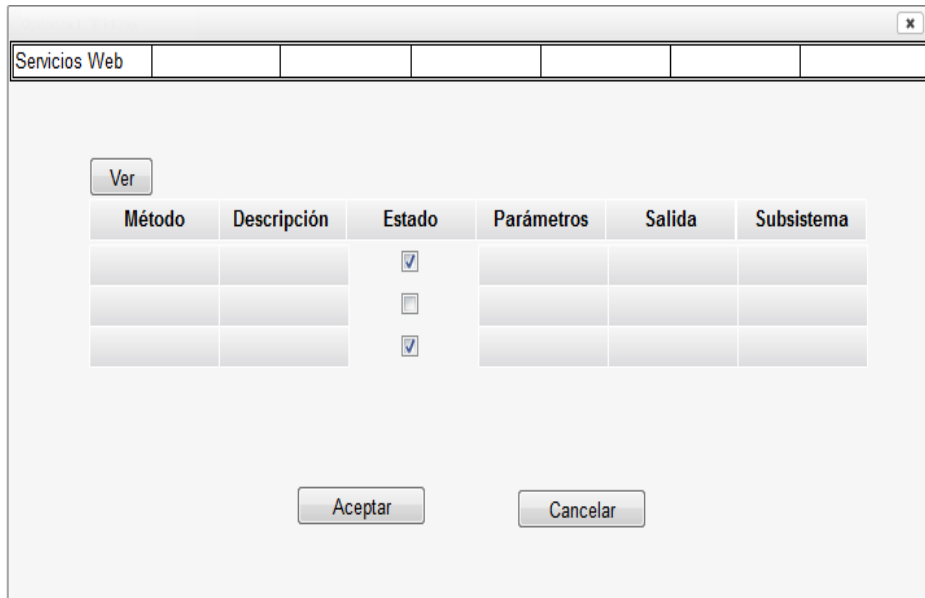 Servicios Web
Ver
Método Descripción Estado Parámetros Salida Subsistema
Aceptar Cancelar